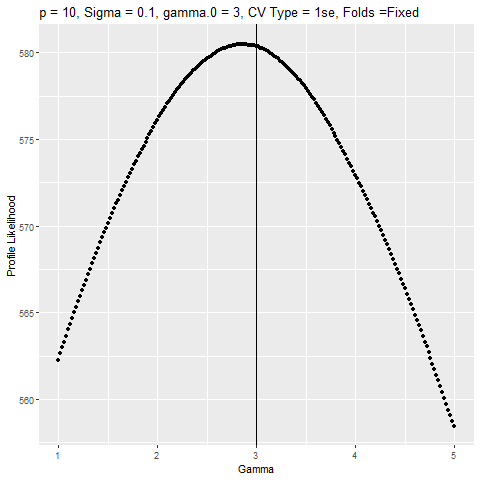 p = 10, Sigma = 0.1, gamma.0 = 3, CV Type = 1se, Folds =Fixed
Profile Likelihood
580
575
570
565
560
1 2 3 4 5
Gamma